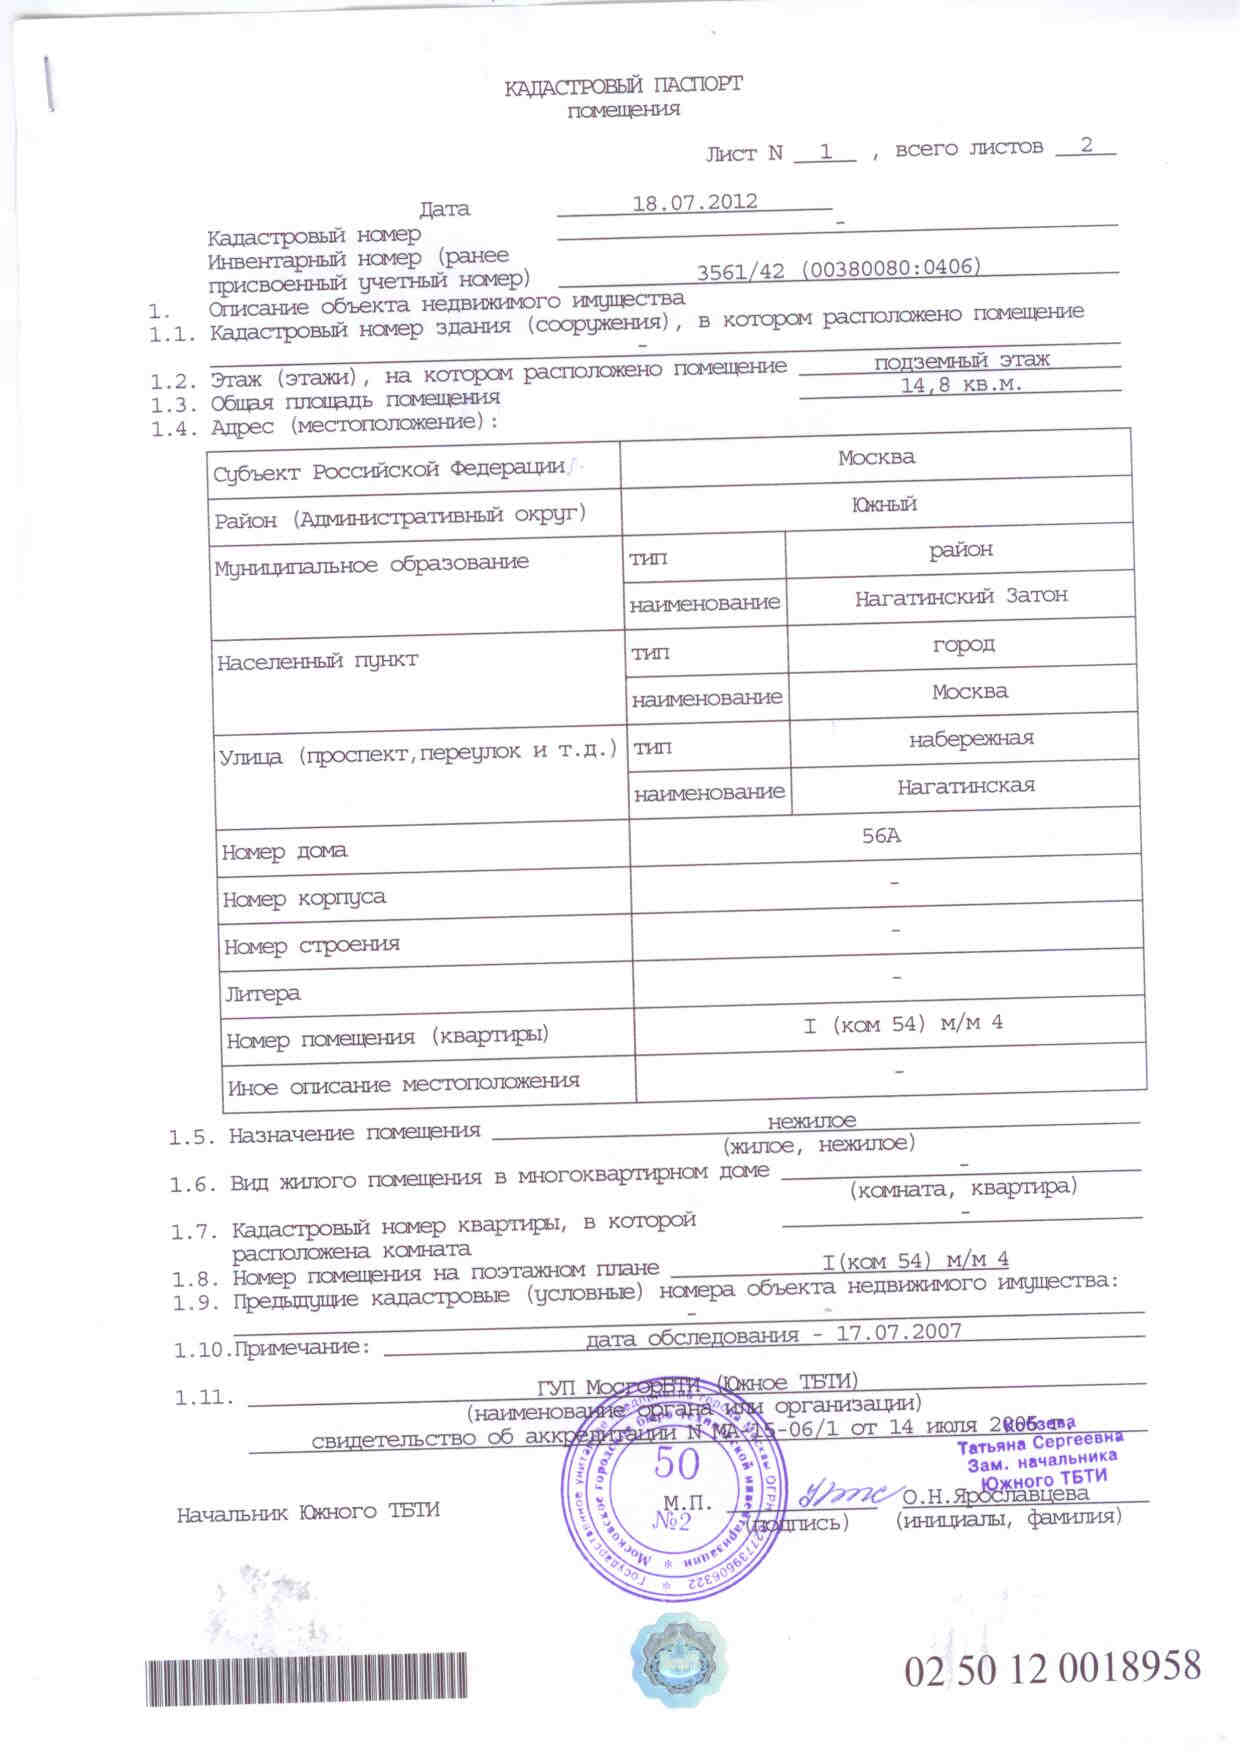 КАДАСТРОВЫЙ ПАСПОРТ
помещения
Лист N 1 , всего листов 2
Дата 18.07.2012
Кадастровый номер -
Инвентарный номер (ранее
присвоенный учетный номер) 3561/42 (00380080:0406)
1. Описание объекта недвижимого имущества
1.1. Кадастровый номер здания (сооружения), в котором расположено помещение
-
1.2. Этаж (этажи), на котором расположено помещение подземный этаж
1.3. Общая площадь помещения 14,8 кв.м.
1.4. Адрес (местоположение):
Субъект Российской Федерации Москва
Район (Административный округ) Южный
Муниципальное образование тип район
наименование Нагатинский Затон
Населенный пункт тип город
наименование Москва
Улица (проспект,переулок и т.д.) тип набережная
наименование Нагатинская
Номер дома 56А
Номер корпуса -
Номер строения -
Литера -
Номер помещения (квартиры) I (ком 54) м/м 4
Иное описание местоположения -
1.5. Назначение помещения нежилое
(жилое, нежилое)
1.6. Вид жилого помещения в многоквартирном доме -
(комната, квартира)
1.7. Кадастровый номер квартиры, в которой -
расположена комната
1.8. Номер помещения на поэтажном плане I(ком 54) м/м 4
1.9. Предыдущие кадастровые (условные) номера объекта недвижимого имущества:
-
1.10.Примечание: дата обследования - 17.07.2007
1.11. ГУП МосгорБТИ (Южное ТБТИ)
(наименование органа или организации)
свидетельство об аккредитации N МА-15-06/1 от 14 июля 2006 г.
Кобзева
Татьяна Сергеевна
Зам. начальника
Южного ТБТИ
Начальник Южного ТБТИ М.П. О.Н.Ярославцева
(подпись) (инициалы, фамилия)
50
№2
Московское городское бюро технической инвентаризации
02 50 12 0018958